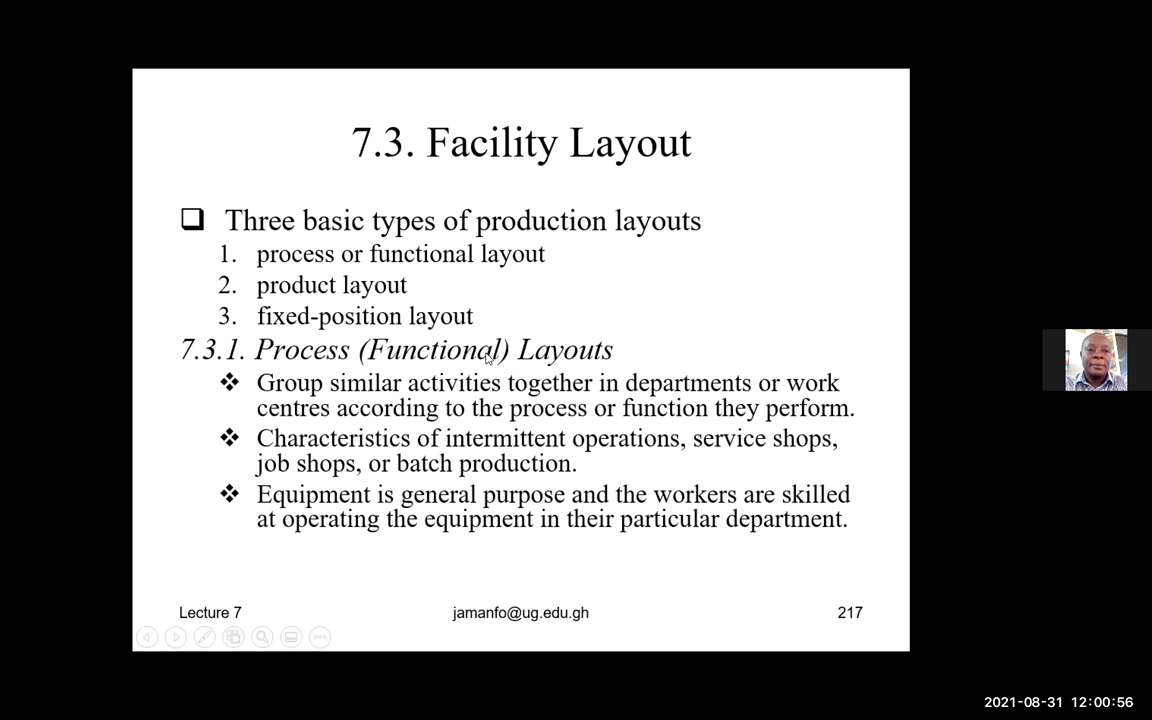 7.3. Facility Layout
Three basic types of production layouts
1. process or functional layout
2. product layout
3. fixed-position layout
7.3.1. Process (Functional) Layouts
Group similar activities together in departments or work
centres according to the process or function they perform.
Characteristics of intermittent operations, service shops,
job shops, or batch production.
Equipment is general purpose and the workers are skilled
at operating the equipment in their particular department.
Lecture 7
jamanfo@ug.edu.gh
217
2021-08-31 12:00:56